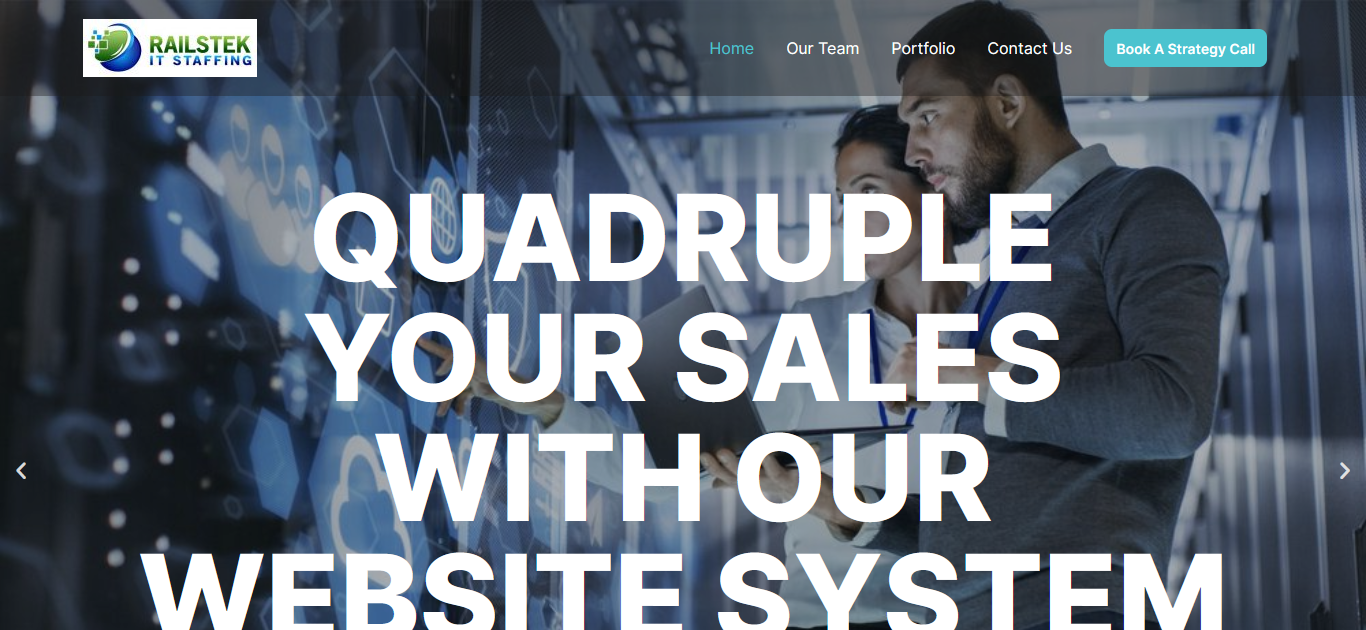 RAILSTEK
IT STAFFING
Home
Our Team
Portfolio
Contact Us
Book A Strategy Call
QUADRUPLE
YOUR SALES
WITH OUR
WEBSITE SYSTEM